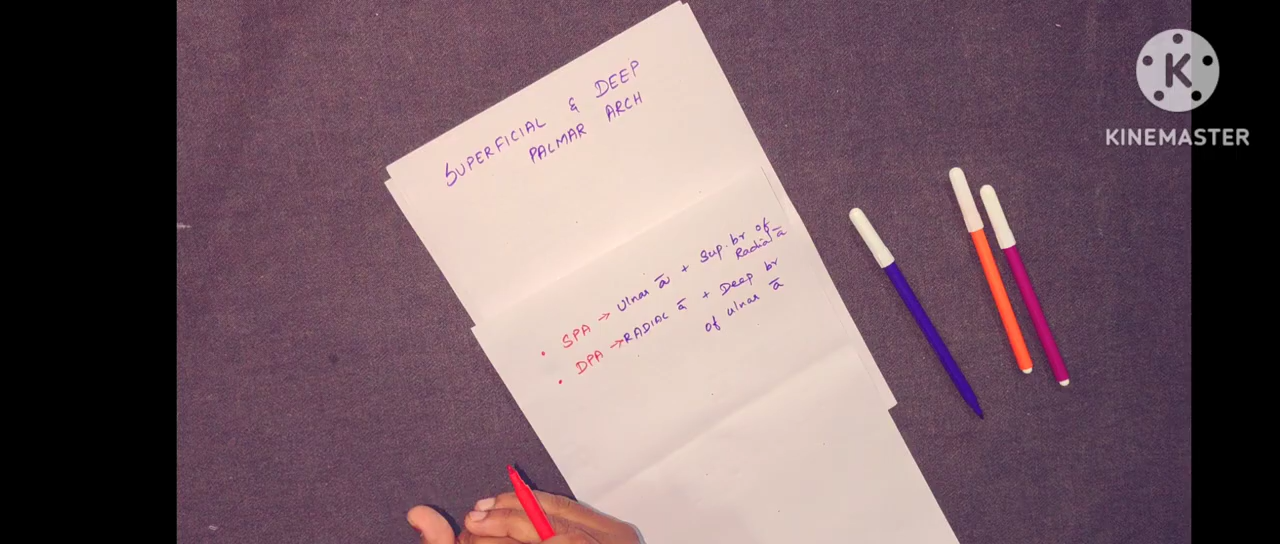 SUPERFICIAL & DEEP
PALMAR ARCH
• SPA → Ulnar ā + Sup. br of
Radial ā
• DPA → RADIAL ā + Deep br
of ulnar ā
K
KINEMASTER